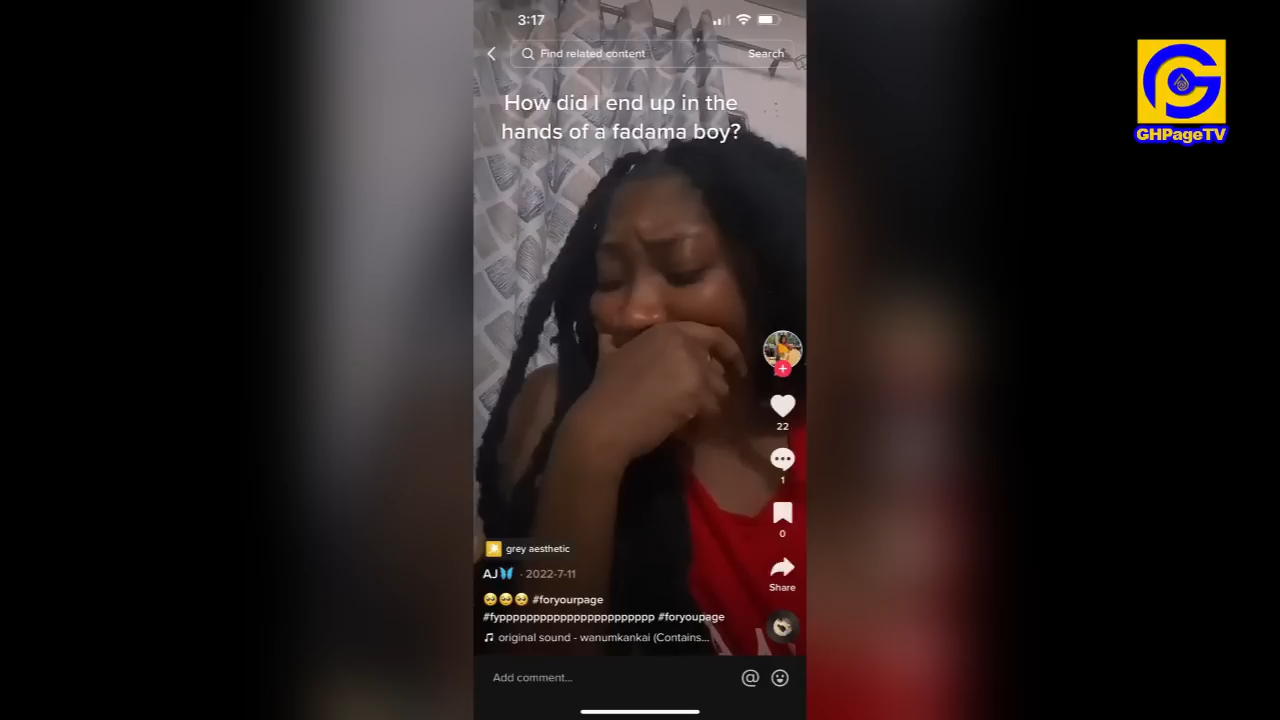 3:17
Find related content
Search
GHPageTV
How did I end up in the
hands of a fadama boy?
22
1
0
Share
grey aesthetic
AJ🦋 · 2022-7-11
🥺🥺🥺 #foryourpage
#fyppppppppppppppppppppppp #foryoupage
original sound - wanumkankai (Contains...
Add comment...